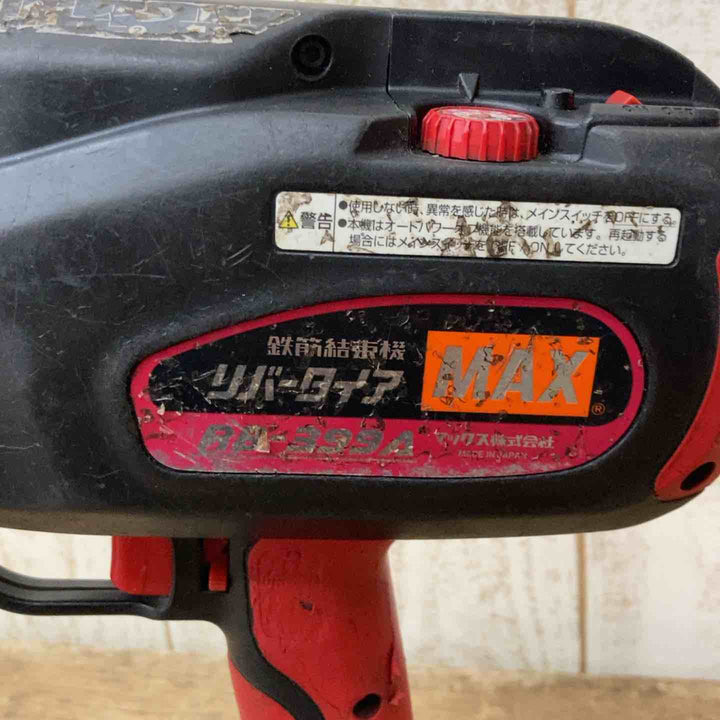 警告
●使用しない時、異常を感じた時は、メインスイッチをOFFにする。
●本機はオートパワーオフ機能を搭載しています。再起動する
場合にはメインスイッチをOFF→ONしてください。
鉄筋結束機
リバータイア
MAX®
RB-399A
マックス株式会社
MADE IN JAPAN